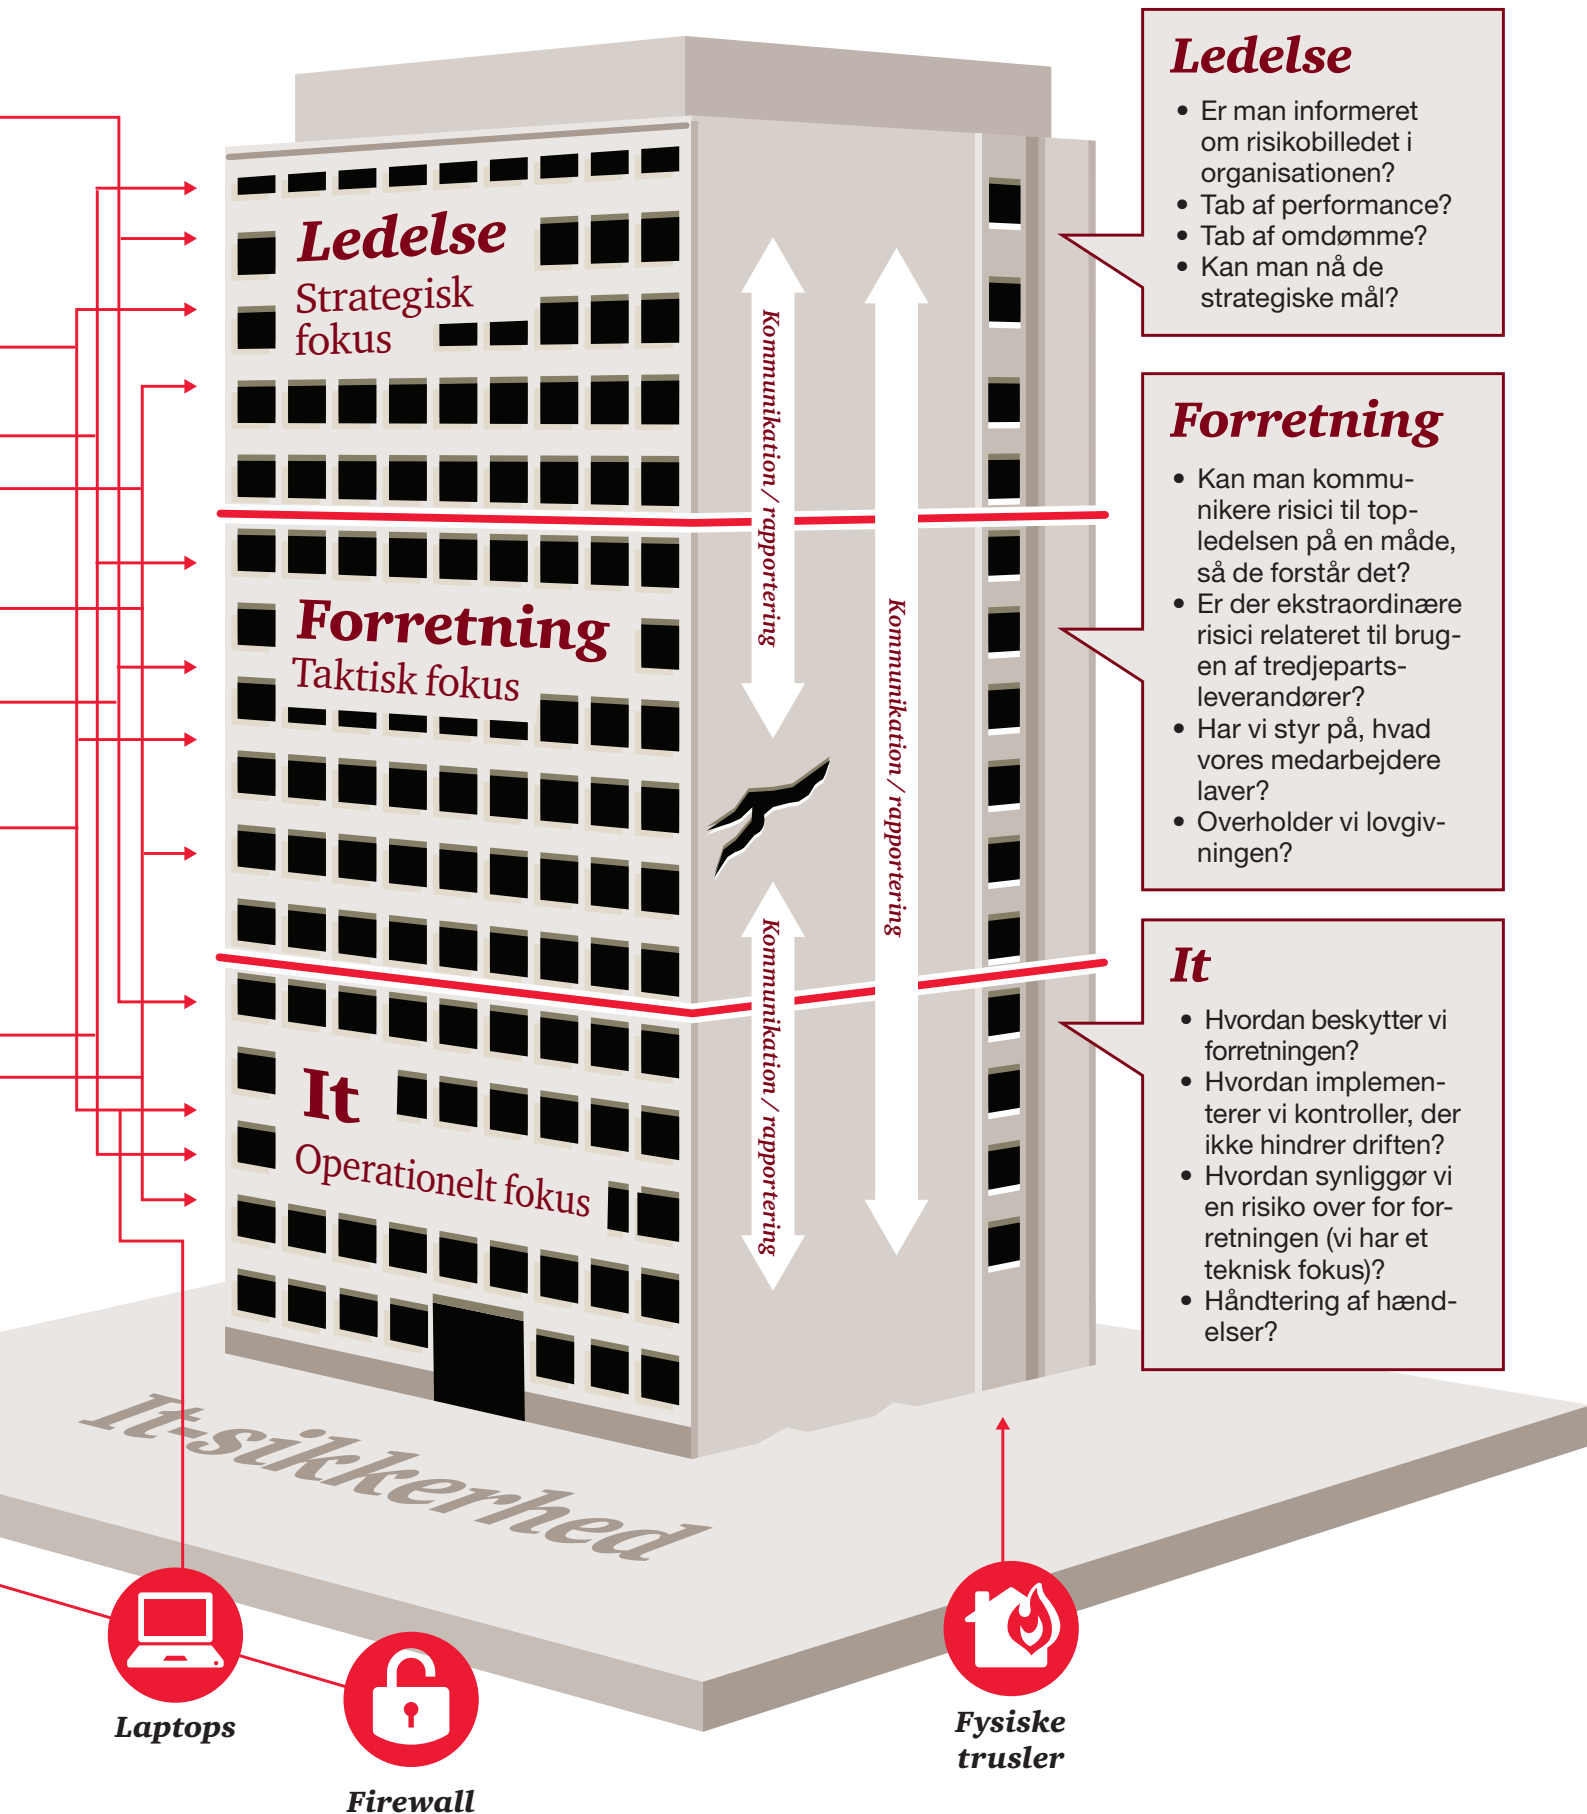 Ledelse
Strategisk
fokus
Forretning
Taktisk fokus
It
Operationelt fokus
Kommunikation / rapportering
Kommunikation / rapportering
Kommunikation / rapportering
Ledelse
• Er man informeret
om risikobilledet i
organisationen?
• Tab af performance?
• Tab af omdømme?
• Kan man nå de
strategiske mål?
Forretning
• Kan man kommu-
nikere risici til top-
ledelsen på en måde,
så de forstår det?
• Er der ekstraordinære
risici relateret til brug-
en af tredjeparts-
leverandører?
• Har vi styr på, hvad
vores medarbejdere
laver?
• Overholder vi lovgiv-
ningen?
It
• Hvordan beskytter vi
forretningen?
• Hvordan implemen-
terer vi kontroller, der
ikke hindrer driften?
• Hvordan synliggør vi
en risiko over for for-
retningen (vi har et
teknisk fokus)?
• Håndtering af hænd-
elser?
It-sikkerhed
Laptops
Firewall
Fysiske
trusler